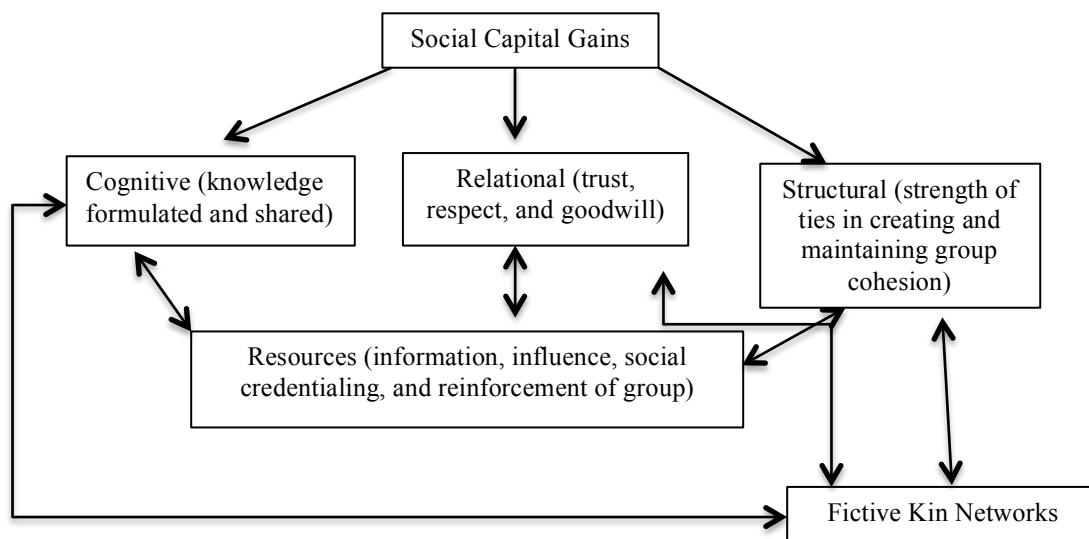 Social Capital Gains
Cognitive (knowledge
formulated and shared)
Relational (trust,
respect, and goodwill)
Structural (strength of
ties in creating and
maintaining group
cohesion)
Resources (information, influence, social
credentialing, and reinforcement of group)
Fictive Kin Networks